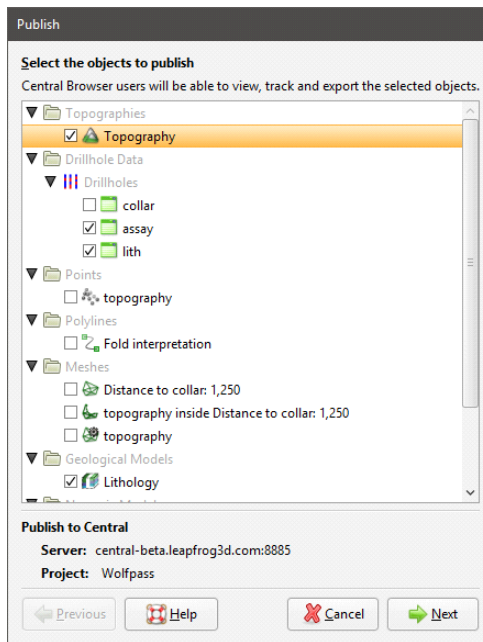 Publish
Select the objects to publish
Central Browser users will be able to view, track and export the selected objects.
Topographies
Topography
Drillhole Data
Drillholes
collar
assay
lith
Points
topography
Polylines
Fold interpretation
Meshes
Distance to collar: 1,250
topography inside Distance to collar: 1,250
topography
Geological Models
Lithology
Publish to Central
Server: central-beta.leapfrog3d.com:8885
Project: Wolfpass
Previous Help Cancel Next